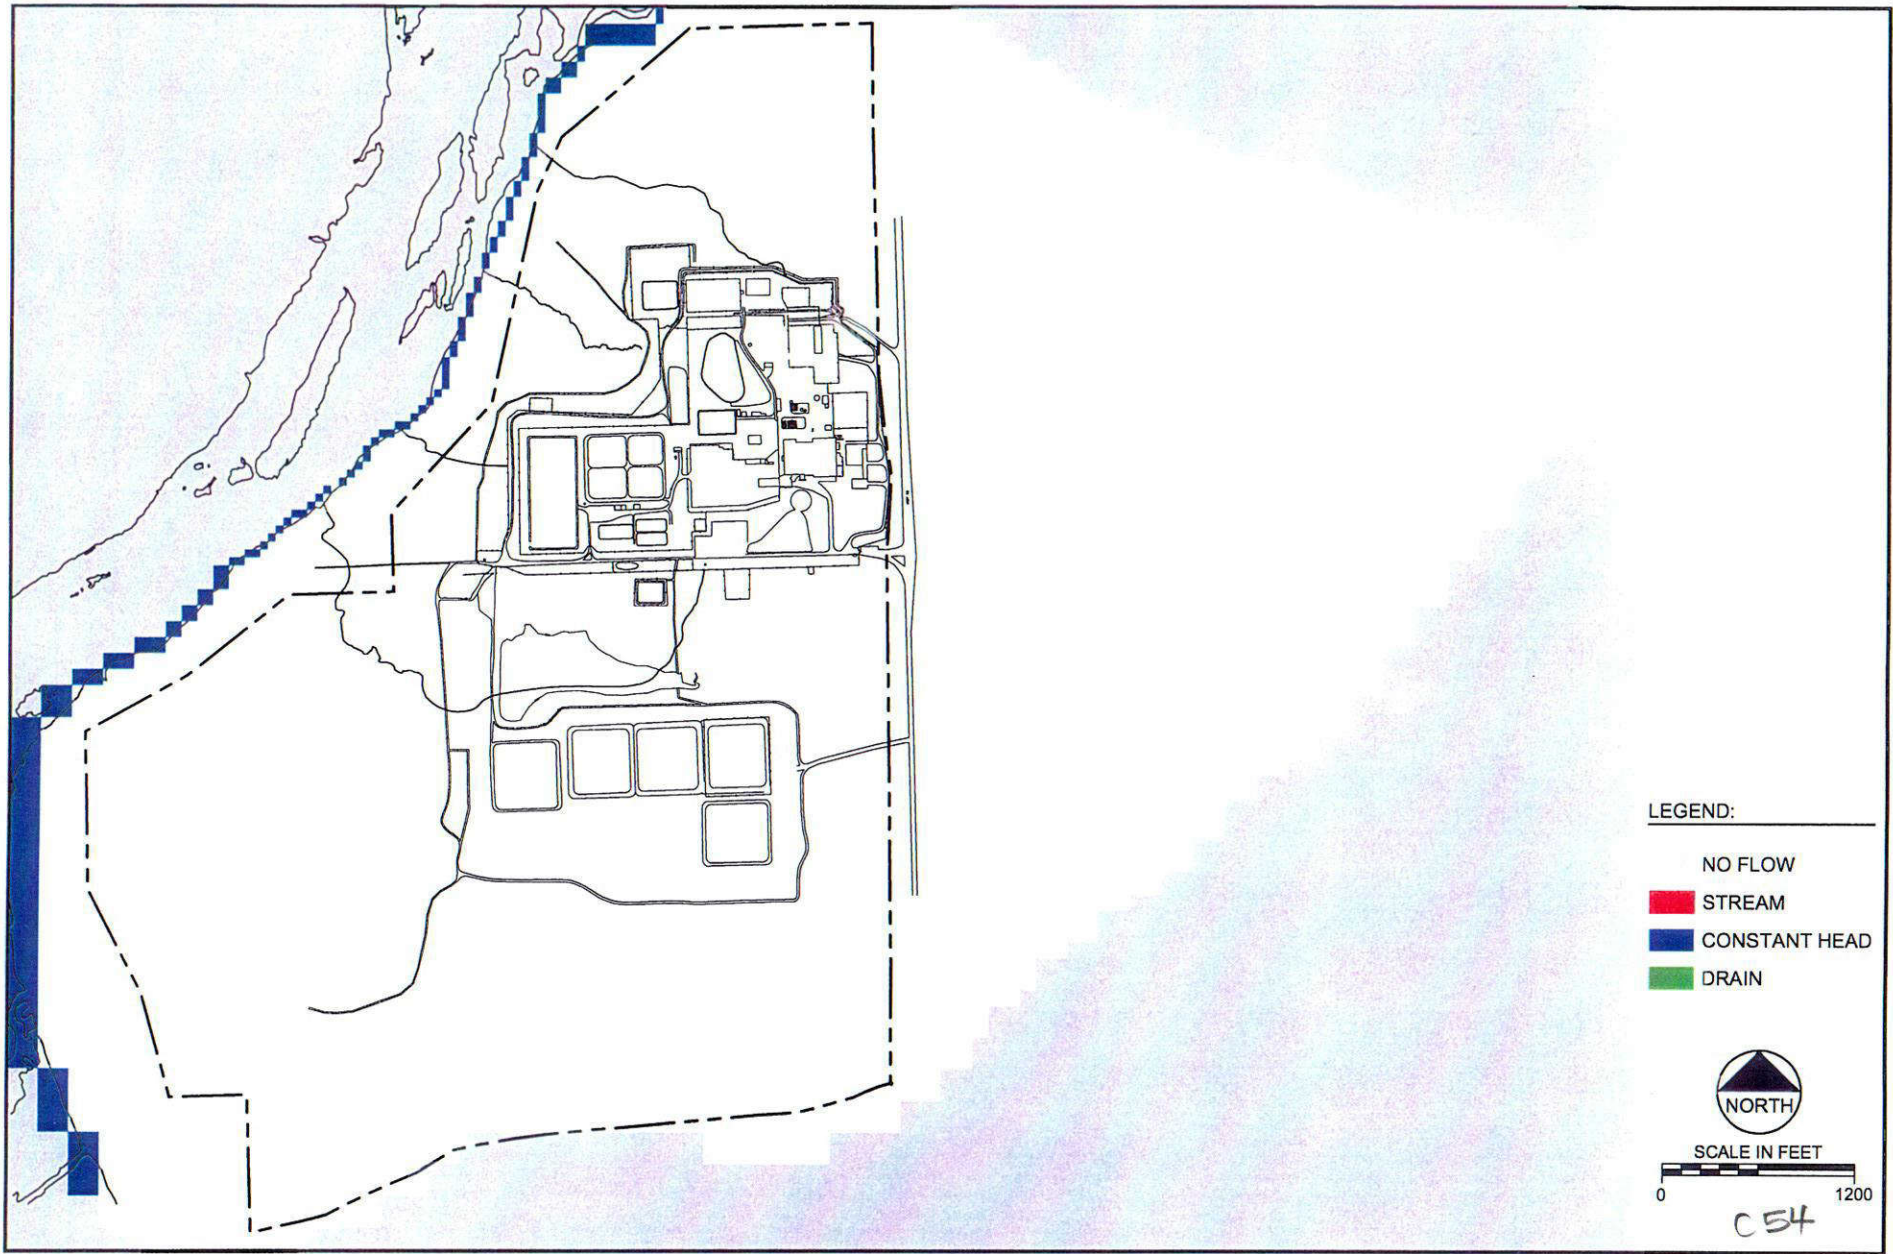 LEGEND:
NO FLOW
STREAM
CONSTANT HEAD
DRAIN
NORTH
SCALE IN FEET
0 1200
C54